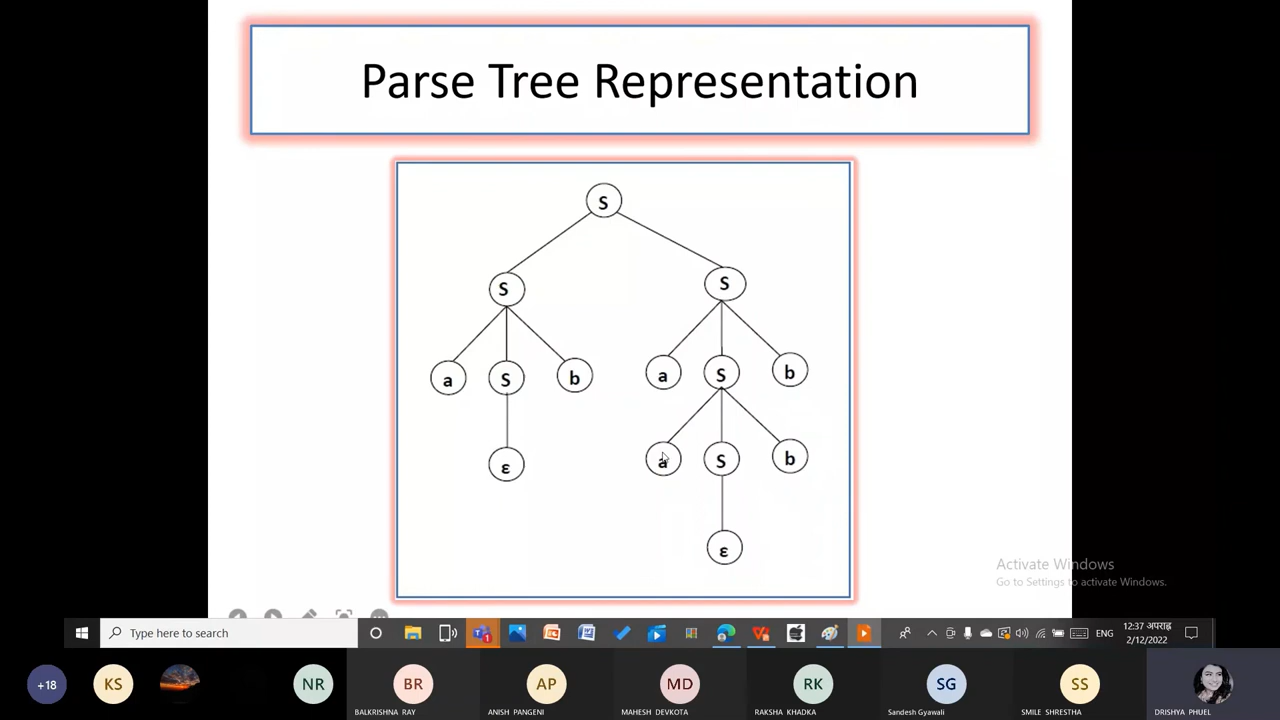 Parse Tree Representation
S
S
S
a
S
b
a
S
b
ε
a
S
b
ε
Activate Windows
Go to Settings to activate Windows.
Type here to search
1
ENG
12:37 अपराह्न
2/12/2022
+18
KS
NR
BR
BALKRISHNA RAY
AP
ANISH PANGENI
MD
MAHESH DEVKOTA
RK
RAKSHA KHADKA
SG
Sandesh Gyawali
SS
SMILE SHRESTHA
DRISHYA PHUEL